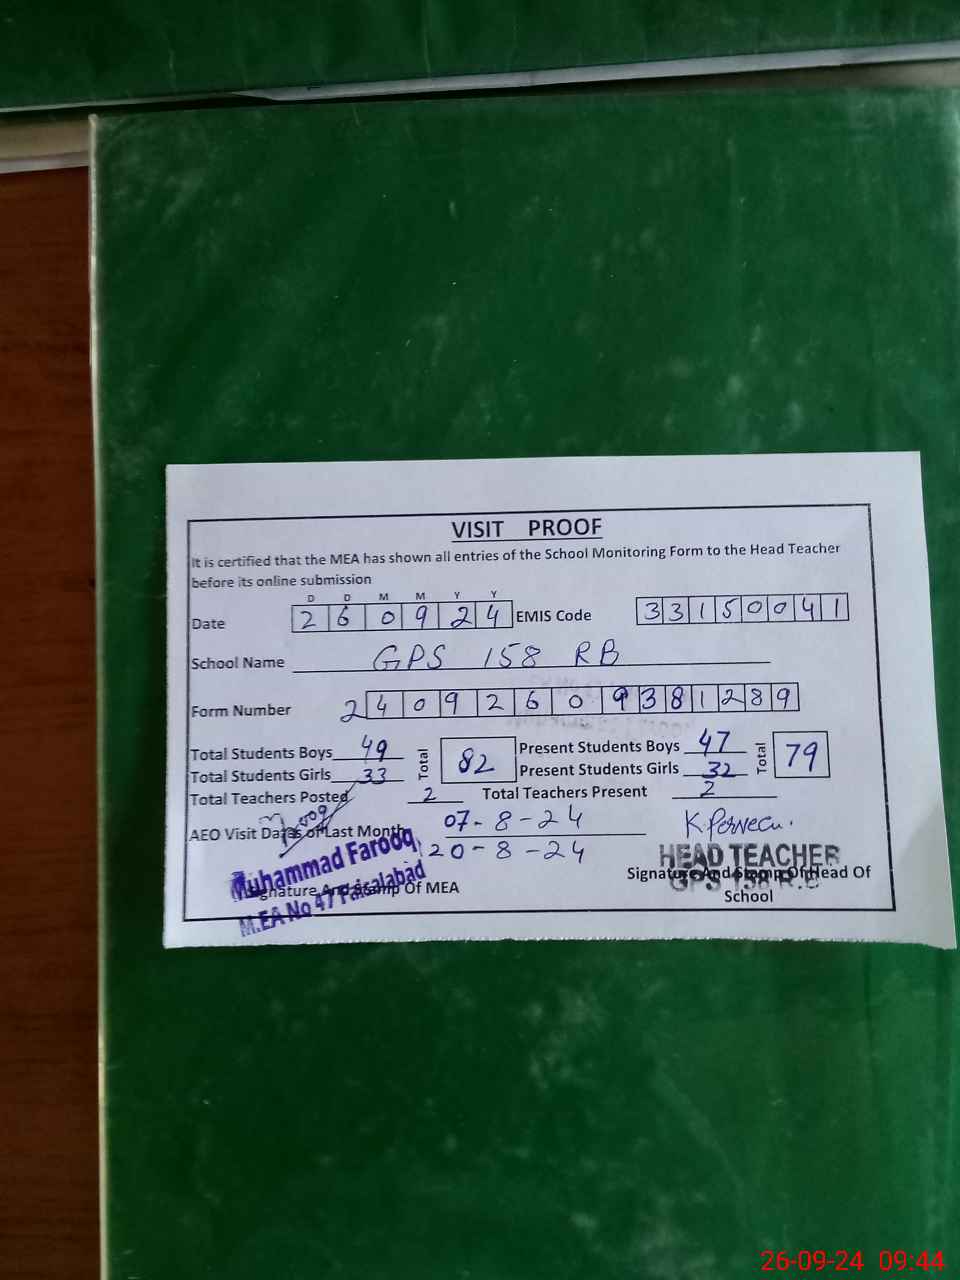 VISIT PROOF
It is certified that the MEA has shown all entries of the School Monitoring Form to the Head Teacher
before its online submission
D D M M Y Y
Date 2 6 0 9 2 4 EMIS Code 3 3 1 5 0 0 4 1
School Name GPS 158 RB
Form Number 2 4 0 9 2 6 0 9 3 8 1 2 8 9
Total Students Boys 49 Total 82 Present Students Boys 47 Total 79
Total Students Girls 33 Present Students Girls 32
Total Teachers Posted 2 Total Teachers Present 2
AEO Visit Dates of Last Month 07-8-24
20-8-24
K Perveen.
Muhammad Farooq
M.EA No 47 Faisalabad
Signature And Stamp Of MEA
HEAD TEACHER
GPS 158 R.B
Signature And Stamp Of Head Of
School
26-09-24 09:44